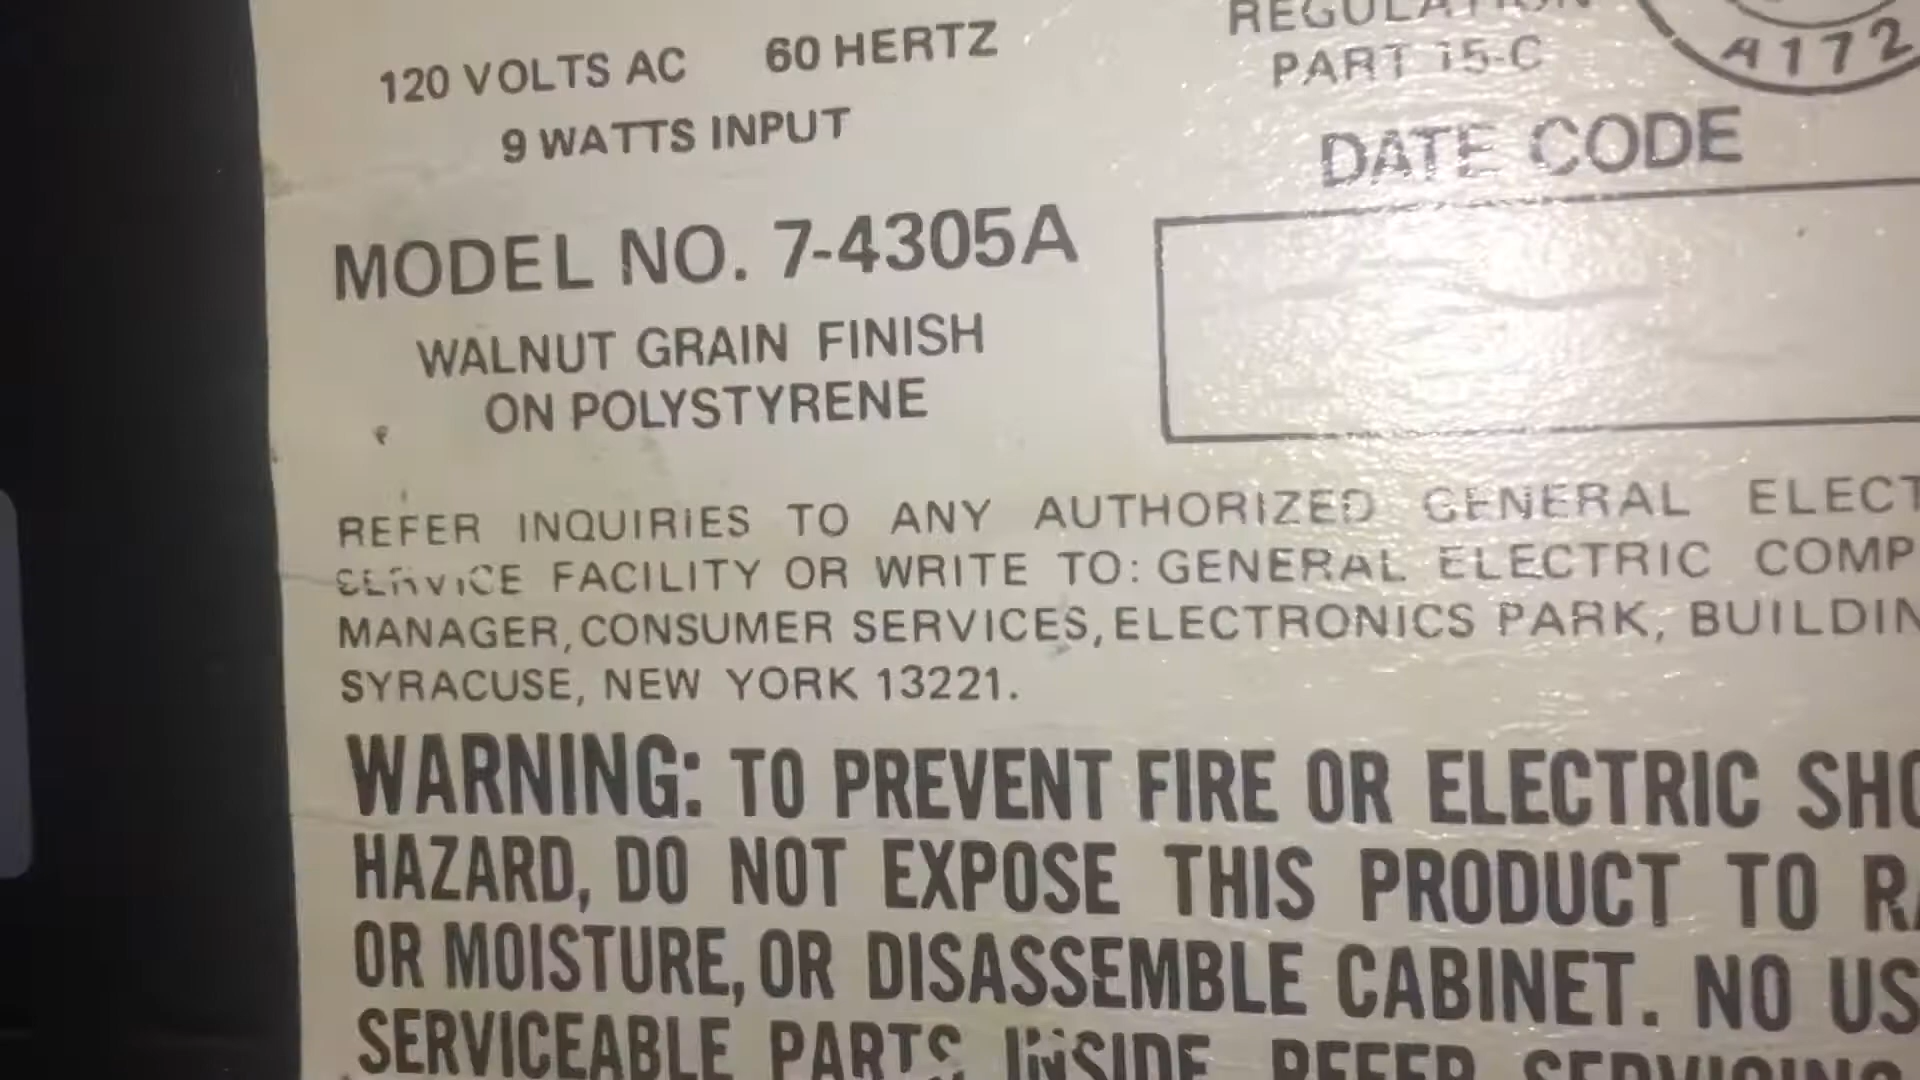 120 VOLTS AC 60 HERTZ
9 WATTS INPUT
REGULATION
PART 15-C
A172
DATE CODE
MODEL NO. 7-4305A
WALNUT GRAIN FINISH
ON POLYSTYRENE
REFER INQUIRIES TO ANY AUTHORIZED GENERAL ELECT
SERVICE FACILITY OR WRITE TO: GENERAL ELECTRIC COMP
MANAGER, CONSUMER SERVICES, ELECTRONICS PARK, BUILDIN
SYRACUSE, NEW YORK 13221.
WARNING: TO PREVENT FIRE OR ELECTRIC SHO
HAZARD, DO NOT EXPOSE THIS PRODUCT TO RA
OR MOISTURE, OR DISASSEMBLE CABINET. NO US
SERVICEABLE PARTS INSIDE. REFER SERVICING